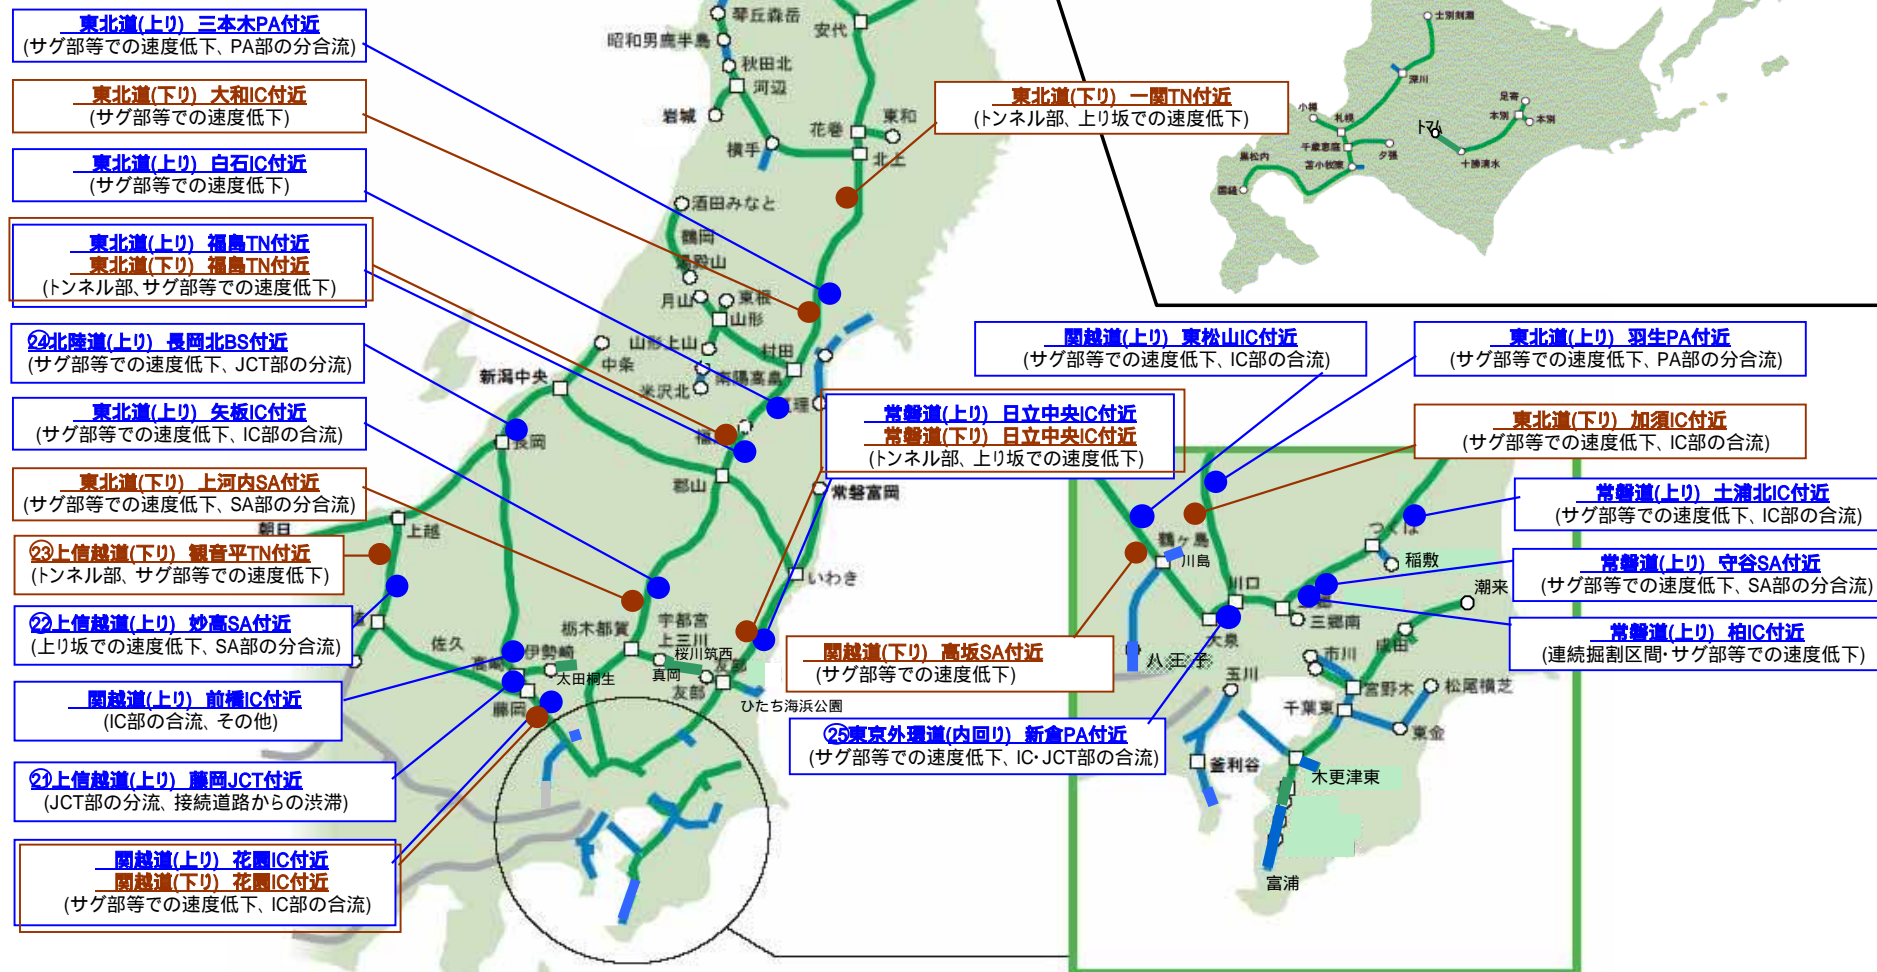 東北道(上り) 三本木PA付近
(サグ部等での速度低下、PA部の分合流)
東北道(下り) 大和IC付近
(サグ部等での速度低下)
東北道(上り) 白石IC付近
(サグ部等での速度低下)
東北道(上り) 福島TN付近
東北道(下り) 福島TN付近
(トンネル部、サグ部等での速度低下)
㉔北陸道(上り) 長岡北BS付近
(サグ部等での速度低下、JCT部の分流)
東北道(上り) 矢板IC付近
(サグ部等での速度低下、IC部の合流)
東北道(下り) 上河内SA付近
(サグ部等での速度低下、SA部の分合流)
㉓上信越道(下り) 観音平TN付近
(トンネル部、サグ部等での速度低下)
㉒上信越道(上り) 妙高SA付近
(上り坂での速度低下、SA部の分合流)
関越道(上り) 前橋IC付近
(IC部の合流、その他)
㉑上信越道(上り) 藤岡JCT付近
(JCT部の分流、接続道路からの渋滞)
関越道(上り) 花園IC付近
関越道(下り) 花園IC付近
(サグ部等での速度低下、IC部の合流)
琴丘森岳
昭和男鹿半島
安代
秋田北
河辺
岩城
花巻
東和
横手
北上
酒田みなと
鶴岡
湯殿山
月山
東根
山形
山形上山
村田
中条
南陽高畠
米沢北
新潟中央
長岡
郡山
常磐富岡
朝日
上越
いわき
佐久
伊勢崎
太田桐生
栃木都賀
宇都宮
上三川
桜川筑西
真岡
友部
友部
藤岡
ひたち海浜公園
東北道(下り) 一関TN付近
(トンネル部、上り坂での速度低下)
常磐道(上り) 日立中央IC付近
常磐道(下り) 日立中央IC付近
(トンネル部、上り坂での速度低下)
士別剣淵
深川
小樽
札幌
足寄
本別
本別
トマム
千歳恵庭
夕張
十勝清水
黒松内
苫小牧東
国縫
関越道(上り) 東松山IC付近
(サグ部等での速度低下、IC部の合流)
東北道(上り) 羽生PA付近
(サグ部等での速度低下、PA部の分合流)
東北道(下り) 加須IC付近
(サグ部等での速度低下、IC部の合流)
常磐道(上り) 土浦北IC付近
(サグ部等での速度低下、IC部の合流)
常磐道(上り) 守谷SA付近
(サグ部等での速度低下、SA部の分合流)
常磐道(上り) 柏IC付近
(連続掘割区間・サグ部等での速度低下)
関越道(下り) 高坂SA付近
(サグ部等での速度低下)
㉕東京外環道(内回り) 新倉PA付近
(サグ部等での速度低下、IC・JCT部の合流)
鶴ヶ島
川島
つくば
稲敷
川口
潮来
三郷
三郷南
大泉
成田
八王子
市川
玉川
宮野木
松尾横芝
千葉東
東金
釜利谷
木更津東
富浦